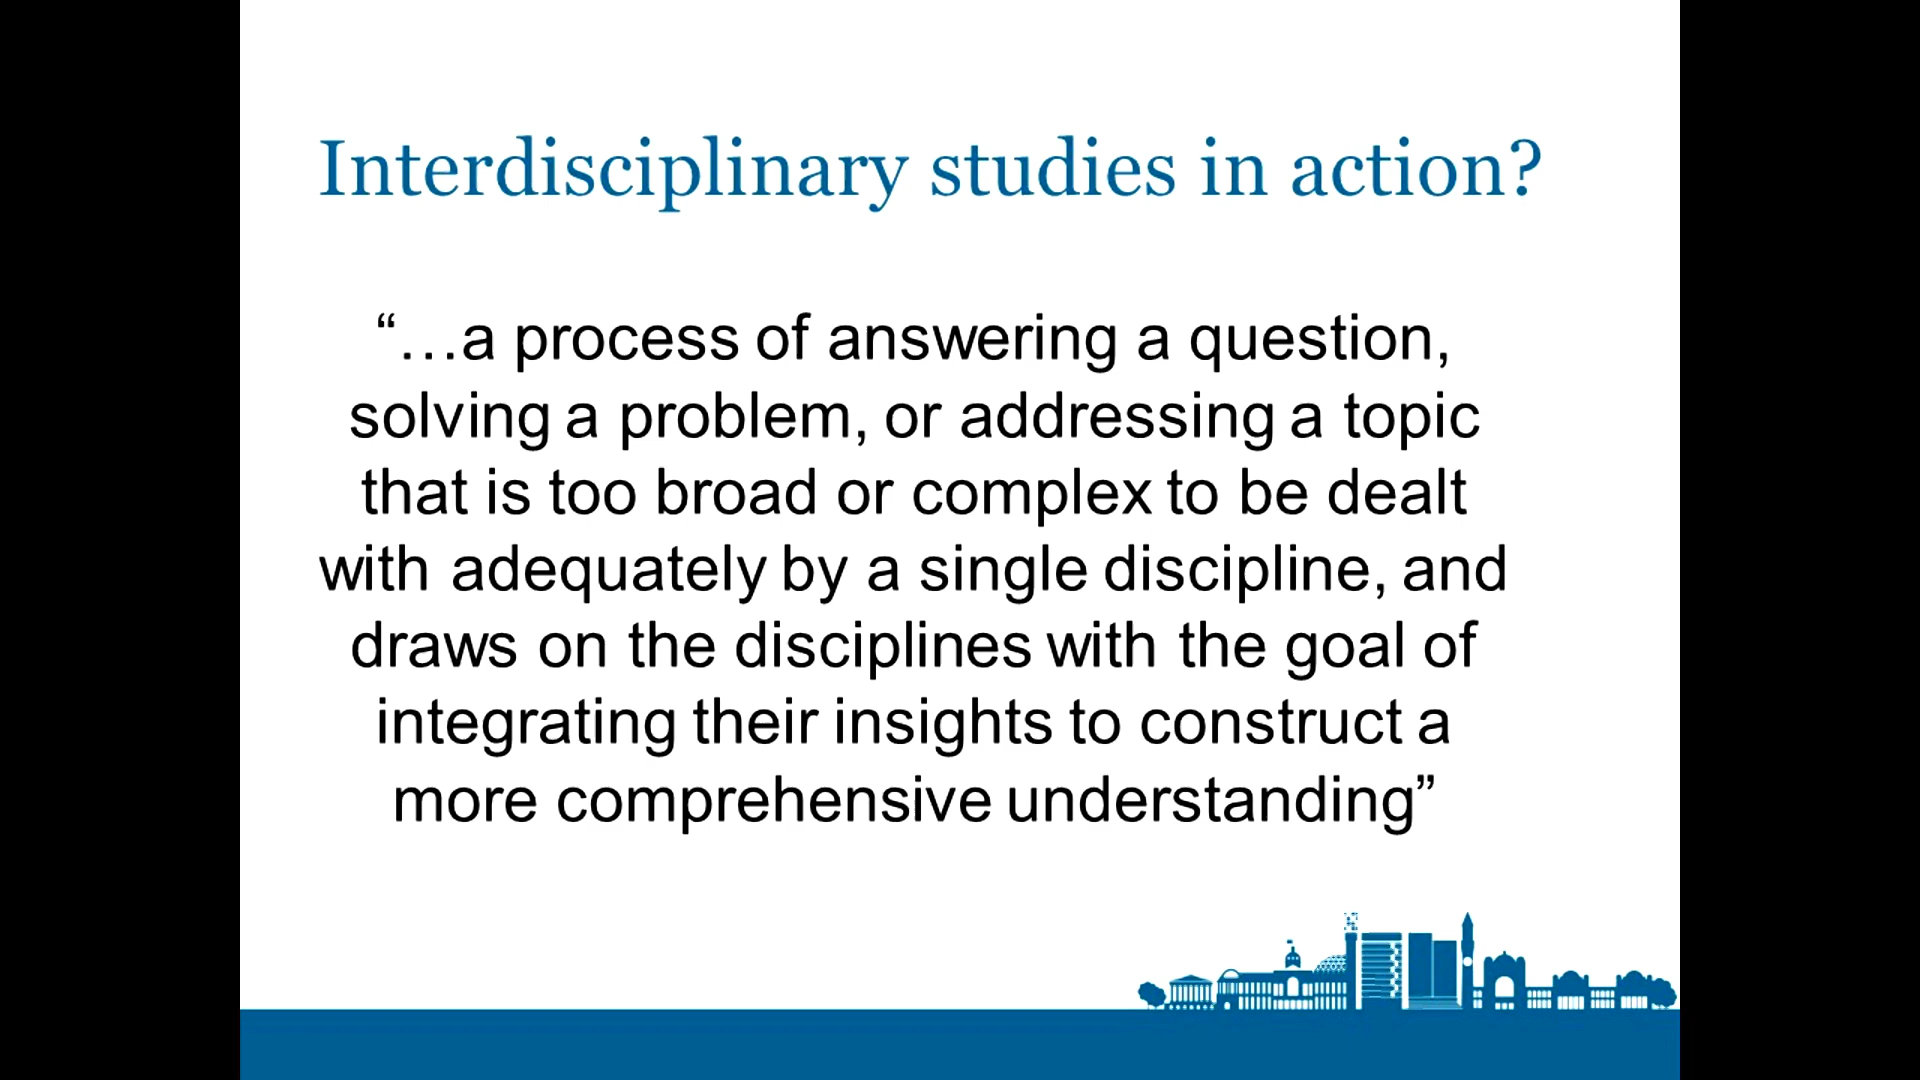 Interdisciplinary studies in action?
“…a process of answering a question,
solving a problem, or addressing a topic
that is too broad or complex to be dealt
with adequately by a single discipline, and
draws on the disciplines with the goal of
integrating their insights to construct a
more comprehensive understanding”